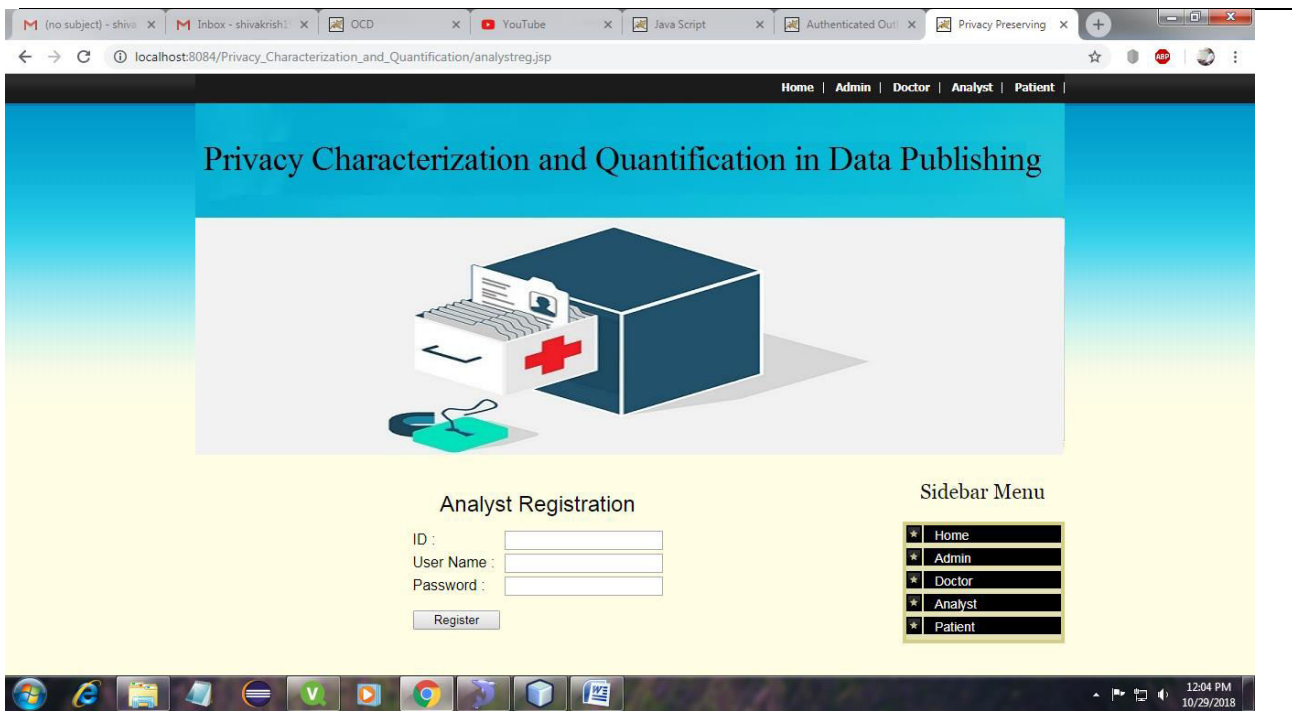 (no subject) - shiva
Inbox - shivakrish1
OCD
YouTube
Java Script
Authenticated Out
Privacy Preserving
localhost:8084/Privacy_Characterization_and_Quantification/analystreg.jsp
ABP
Home | Admin | Doctor | Analyst | Patient |
Privacy Characterization and Quantification in Data Publishing
Analyst Registration
ID :
User Name :
Password :
Register
Sidebar Menu
Home
Admin
Doctor
Analyst
Patient
12:04 PM
10/29/2018